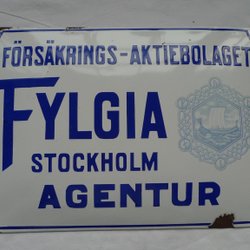 FÖRSÄKRINGS-AKTIEBOLAGET
FYLGIA
STOCKHOLM
AGENTUR